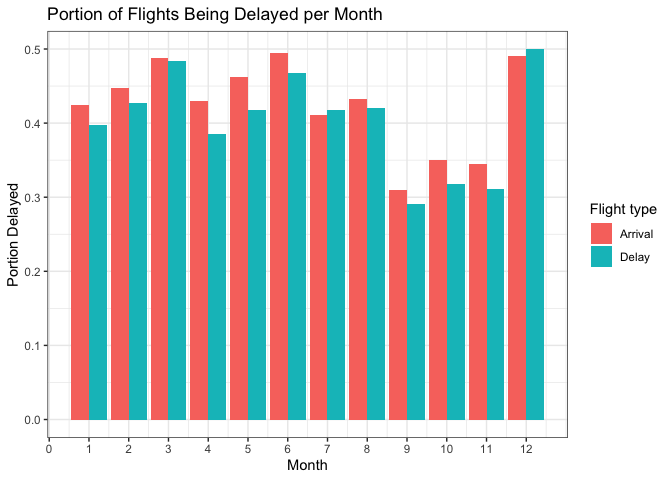 Portion of Flights Being Delayed per Month
0.5
0.4
0.3
0.2
0.1
0.0
Portion Delayed
0 1 2 3 4 5 6 7 8 9 10 11 12
Month
Flight type
Arrival
Delay